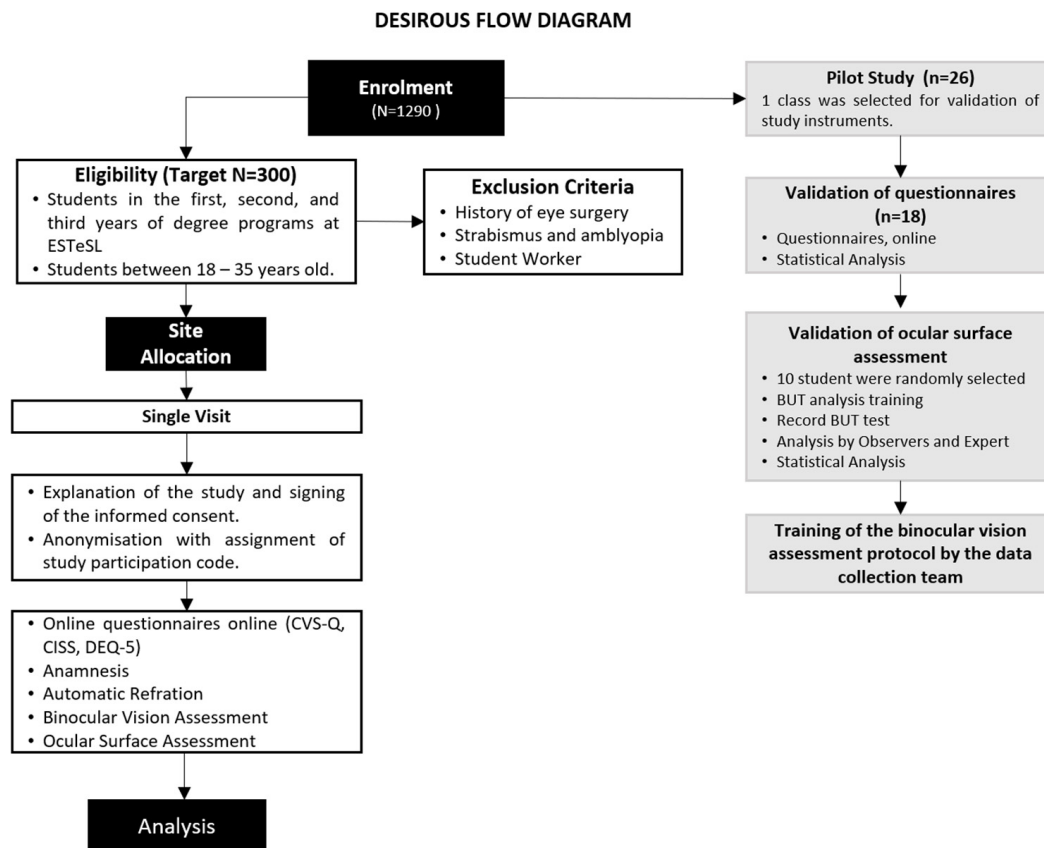 DESIROUS FLOW DIAGRAM
Enrolment
(N=1290 )
Pilot Study  (n=26)
1 class was selected for validation of
study instruments.
Eligibility (Target N=300)
• Students in the first, second, and
third years of degree programs at
ESTeSL
• Students between 18 – 35 years old.
Exclusion Criteria
• History of eye surgery
• Strabismus and amblyopia
• Student Worker
Validation of questionnaires
(n=18)
• Questionnaires, online
• Statistical Analysis
Site
Allocation
Validation of ocular surface
assessment
• 10 student were randomly selected
• BUT analysis training
• Record BUT test
• Analysis by Observers and Expert
• Statistical Analysis
Single Visit
• Explanation of the study and signing
of the informed consent.
• Anonymisation with assignment of
study participation code.
Training of the binocular vision
assessment protocol by the data
collection team
• Online questionnaires online (CVS-Q,
CISS, DEQ-5)
• Anamnesis
• Automatic Refration
• Binocular Vision Assessment
• Ocular Surface Assessment
Analysis